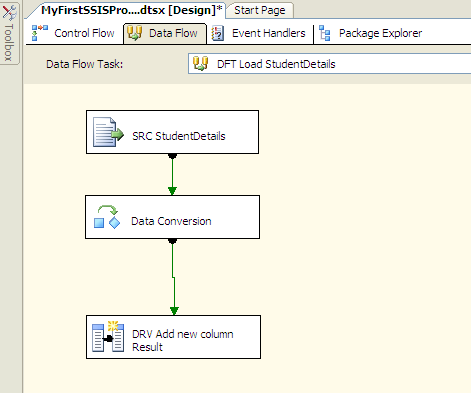 MyFirstSSISPro....dtsx [Design]* Start Page
Toolbox
Control Flow Data Flow Event Handlers Package Explorer
Data Flow Task: DFT Load StudentDetails
SRC StudentDetails
Data Conversion
DRV Add new column
Result